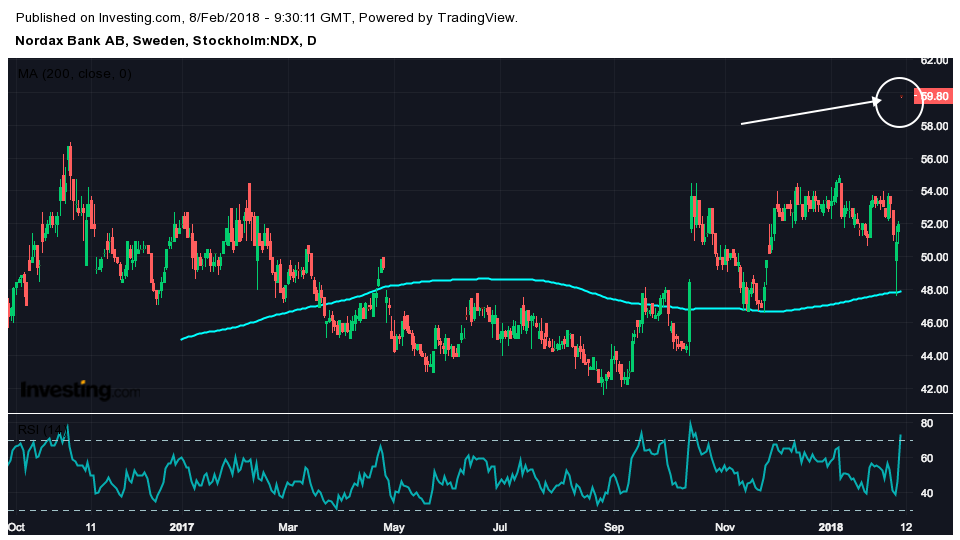 Published on Investing.com, 8/Feb/2018 - 9:30:11 GMT, Powered by TradingView.
Nordax Bank AB, Sweden, Stockholm:NDX, D
MA (200, close, 0)
62.00
59.80
58.00
56.00
54.00
52.00
50.00
48.00
46.00
44.00
42.00
Investing.com
RSI (14)
80
60
40
Oct 11 2017 Mar May Jul Sep Nov 2018 12